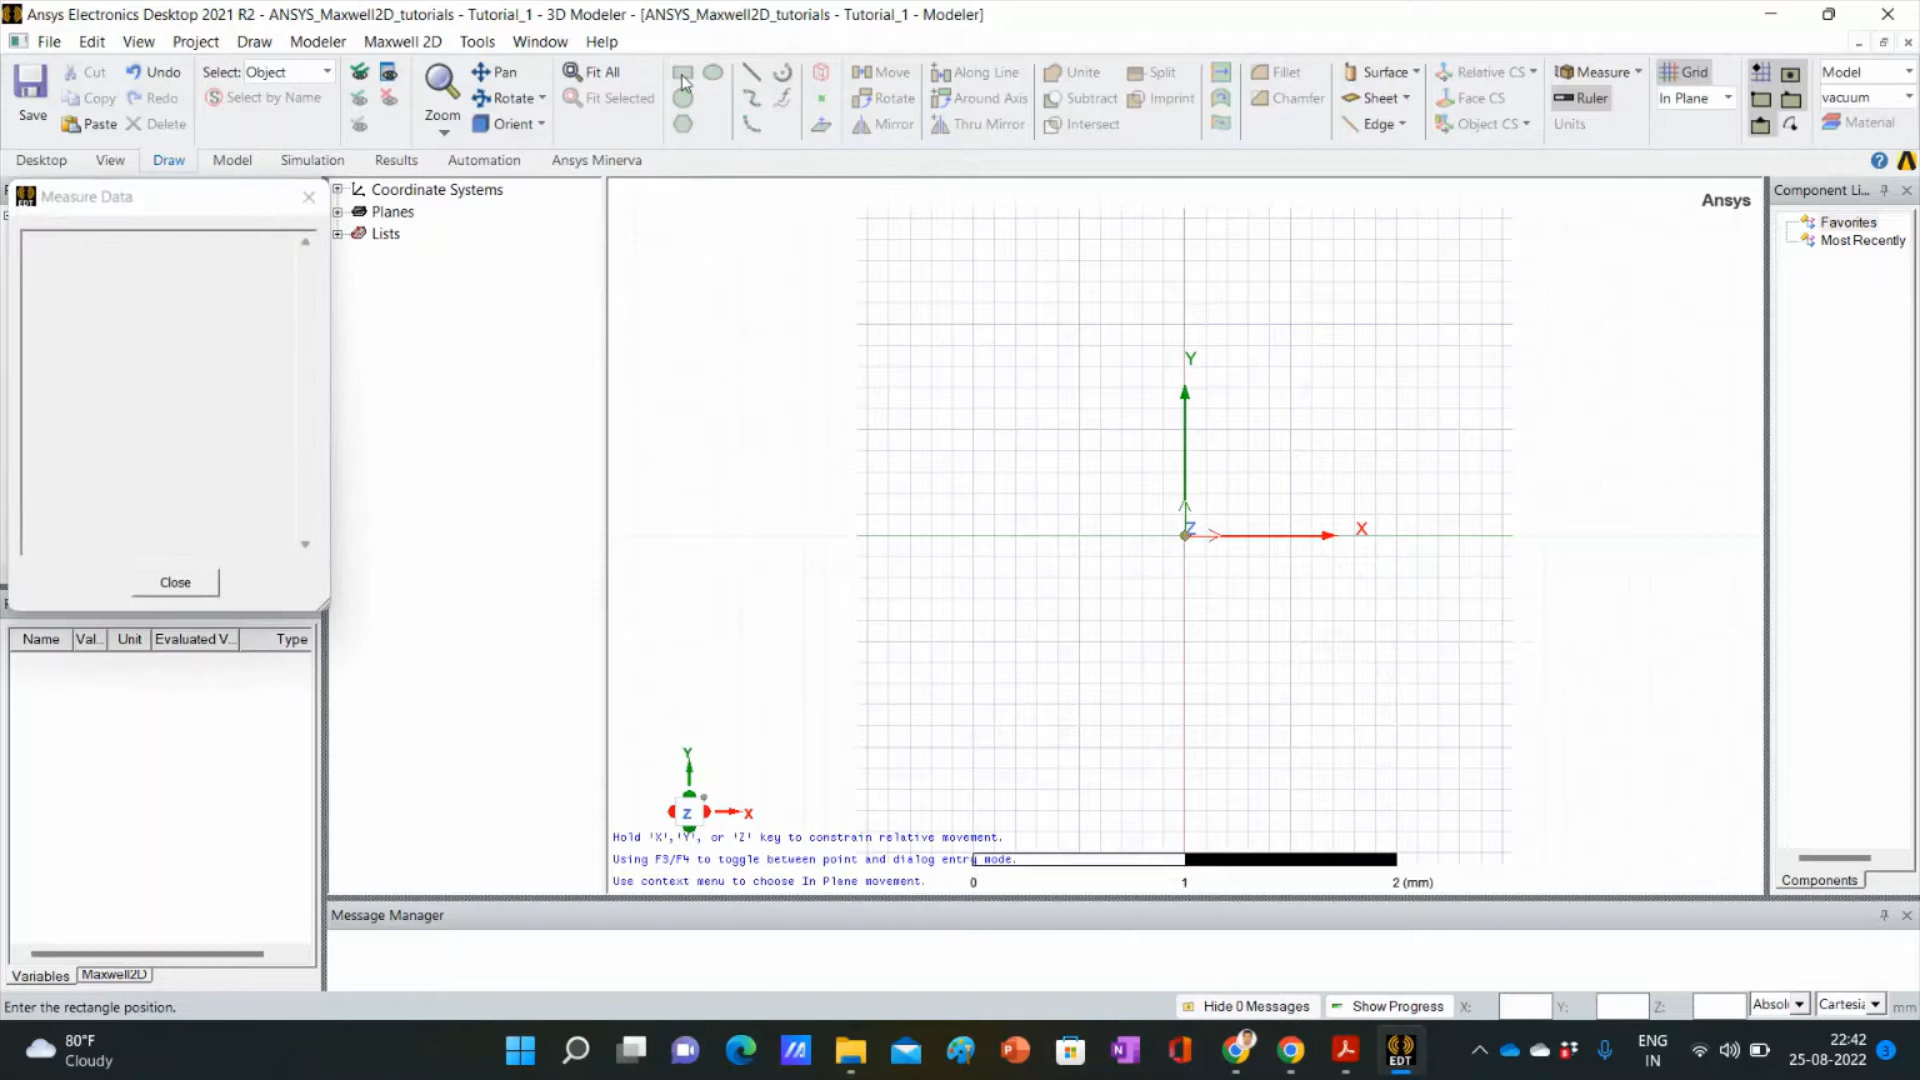 ANSYS Electronics Desktop 2021 R2 - ANSYS_Maxwell2D_tutorials - Tutorial_1 - 3D Modeler - [ANSYS_Maxwell2D_tutorials - Tutorial_1 - Modeler]
File Edit View Project Draw Modeler Maxwell 2D Tools Window Help
Save Cut Undo Select: Object Zoom Pan Fit All Move Along Line Unite Split Fillet Surface Relative CS Measure Grid Model
Copy Redo Select by Name Rotate Fit Selected Rotate Around Axis Subtract Imprint Chamfer Sheet Face CS Ruler In Plane vacuum
Paste Delete Orient Mirror Thru Mirror Intersect Edge Object CS Units Material
Desktop View Draw Model Simulation Results Automation Ansys Minerva
EDT Measure Data
Close
Name Val... Unit Evaluated V... Type
Variables Maxwell2D
Coordinate Systems
Planes
Lists
Ansys
Y
Z
X
Y
Z
X
Hold 'X','Y', or 'Z' key to constrain relative movement.
Using F3/F4 to toggle between point and dialog entry mode.
Use context menu to choose In Plane movement.
0 1 2 (mm)
Component Li...
Favorites
Most Recently
Components
Message Manager
Enter the rectangle position.
Hide 0 Messages Show Progress X: Y: Z: Absol Cartesia mm
80°F
Cloudy
EDT
ENG
IN
22:42
25-08-2022
3